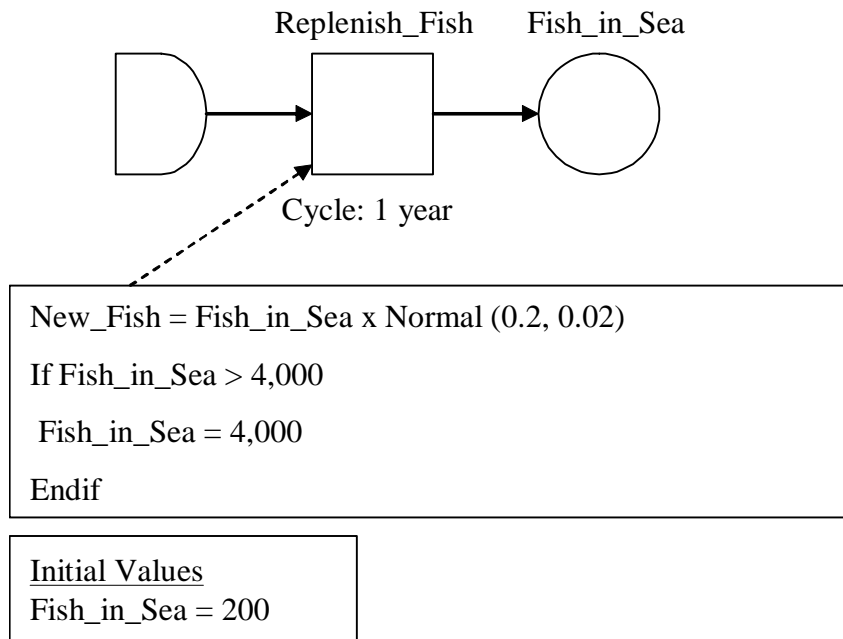 Replenish_Fish Fish_in_Sea
Cycle: 1 year
New_Fish = Fish_in_Sea x Normal (0.2, 0.02)
If Fish_in_Sea > 4,000
Fish_in_Sea = 4,000
Endif
Initial Values
Fish_in_Sea = 200